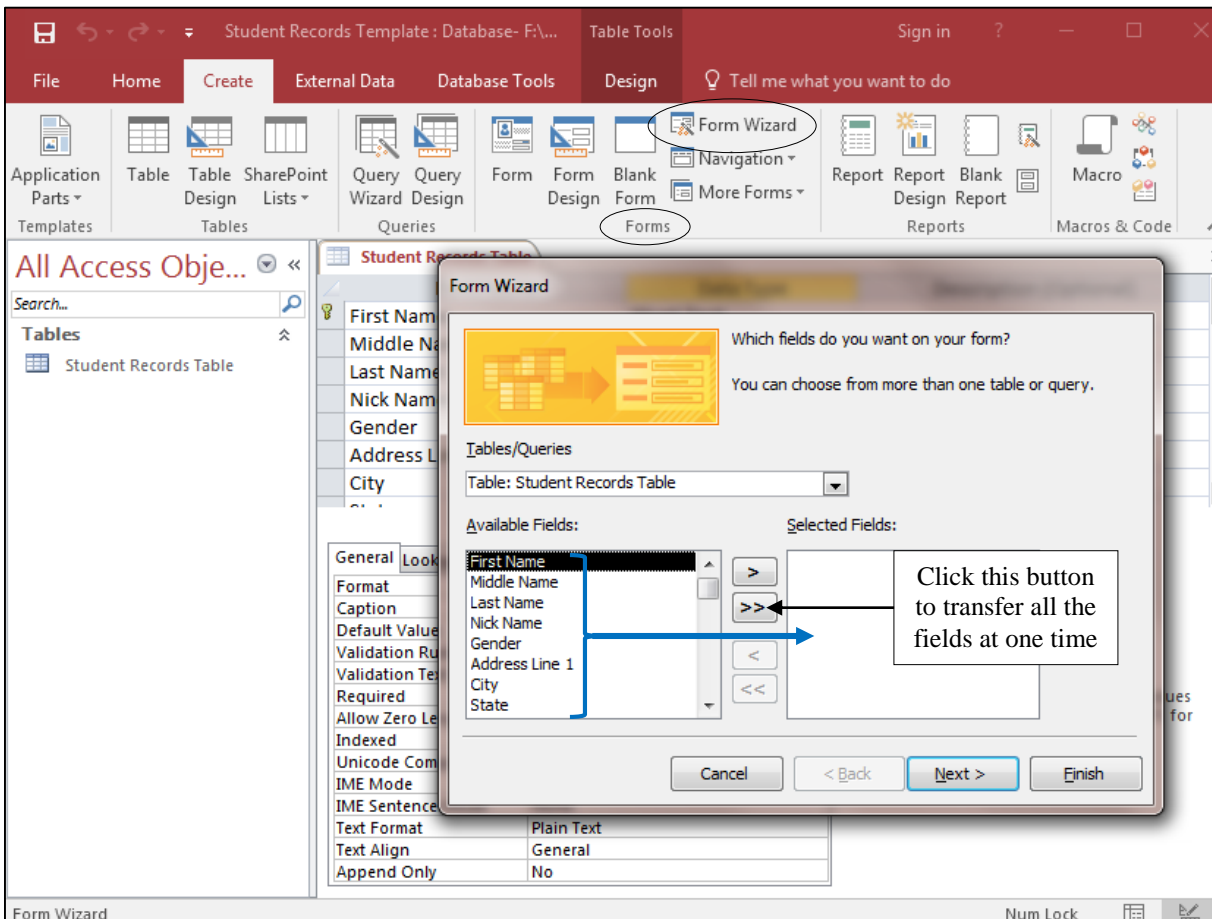 Student Records Template : Database- F:\...
Table Tools
Sign in ?
File Home Create External Data Database Tools Design Tell me what you want to do
Application
Parts
Templates
Table
Table
Design
SharePoint
Lists
Tables
Query
Wizard
Query
Design
Queries
Form
Form
Design
Blank
Form
Form Wizard
Navigation
More Forms
Forms
Report
Report
Design
Blank
Report
Reports
Macro
Macros & Code
All Access Obje... «
Search...
Tables
Student Records Table
Student Records Table
First Nam
Middle Na
Last Name
Nick Nam
Gender
Address L
City
General Look
Format
Caption
Default Value
Validation Ru
Validation Tex
Required
Allow Zero Le
Indexed
Unicode Com
IME Mode
IME Sentence
Text Format Plain Text
Text Align General
Append Only No
ues
for
Form Wizard
Which fields do you want on your form?
You can choose from more than one table or query.
Tables/Queries
Table: Student Records Table
Available Fields:
Selected Fields:
First Name
Middle Name
Last Name
Nick Name
Gender
Address Line 1
City
State
>
>>
<
<<
Click this button
to transfer all the
fields at one time
Cancel < Back Next > Finish
Form Wizard
Num Lock